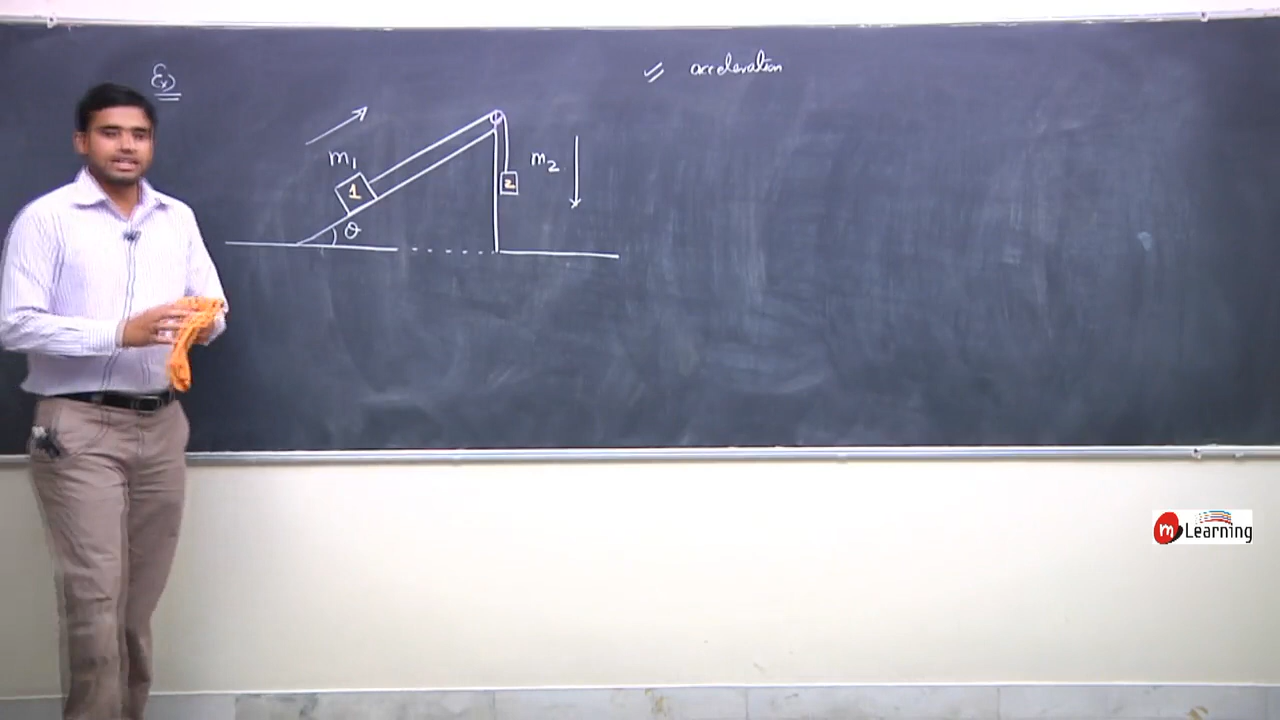 Ex)
acceleration
m₁
m₂
1
2
θ
m Learning